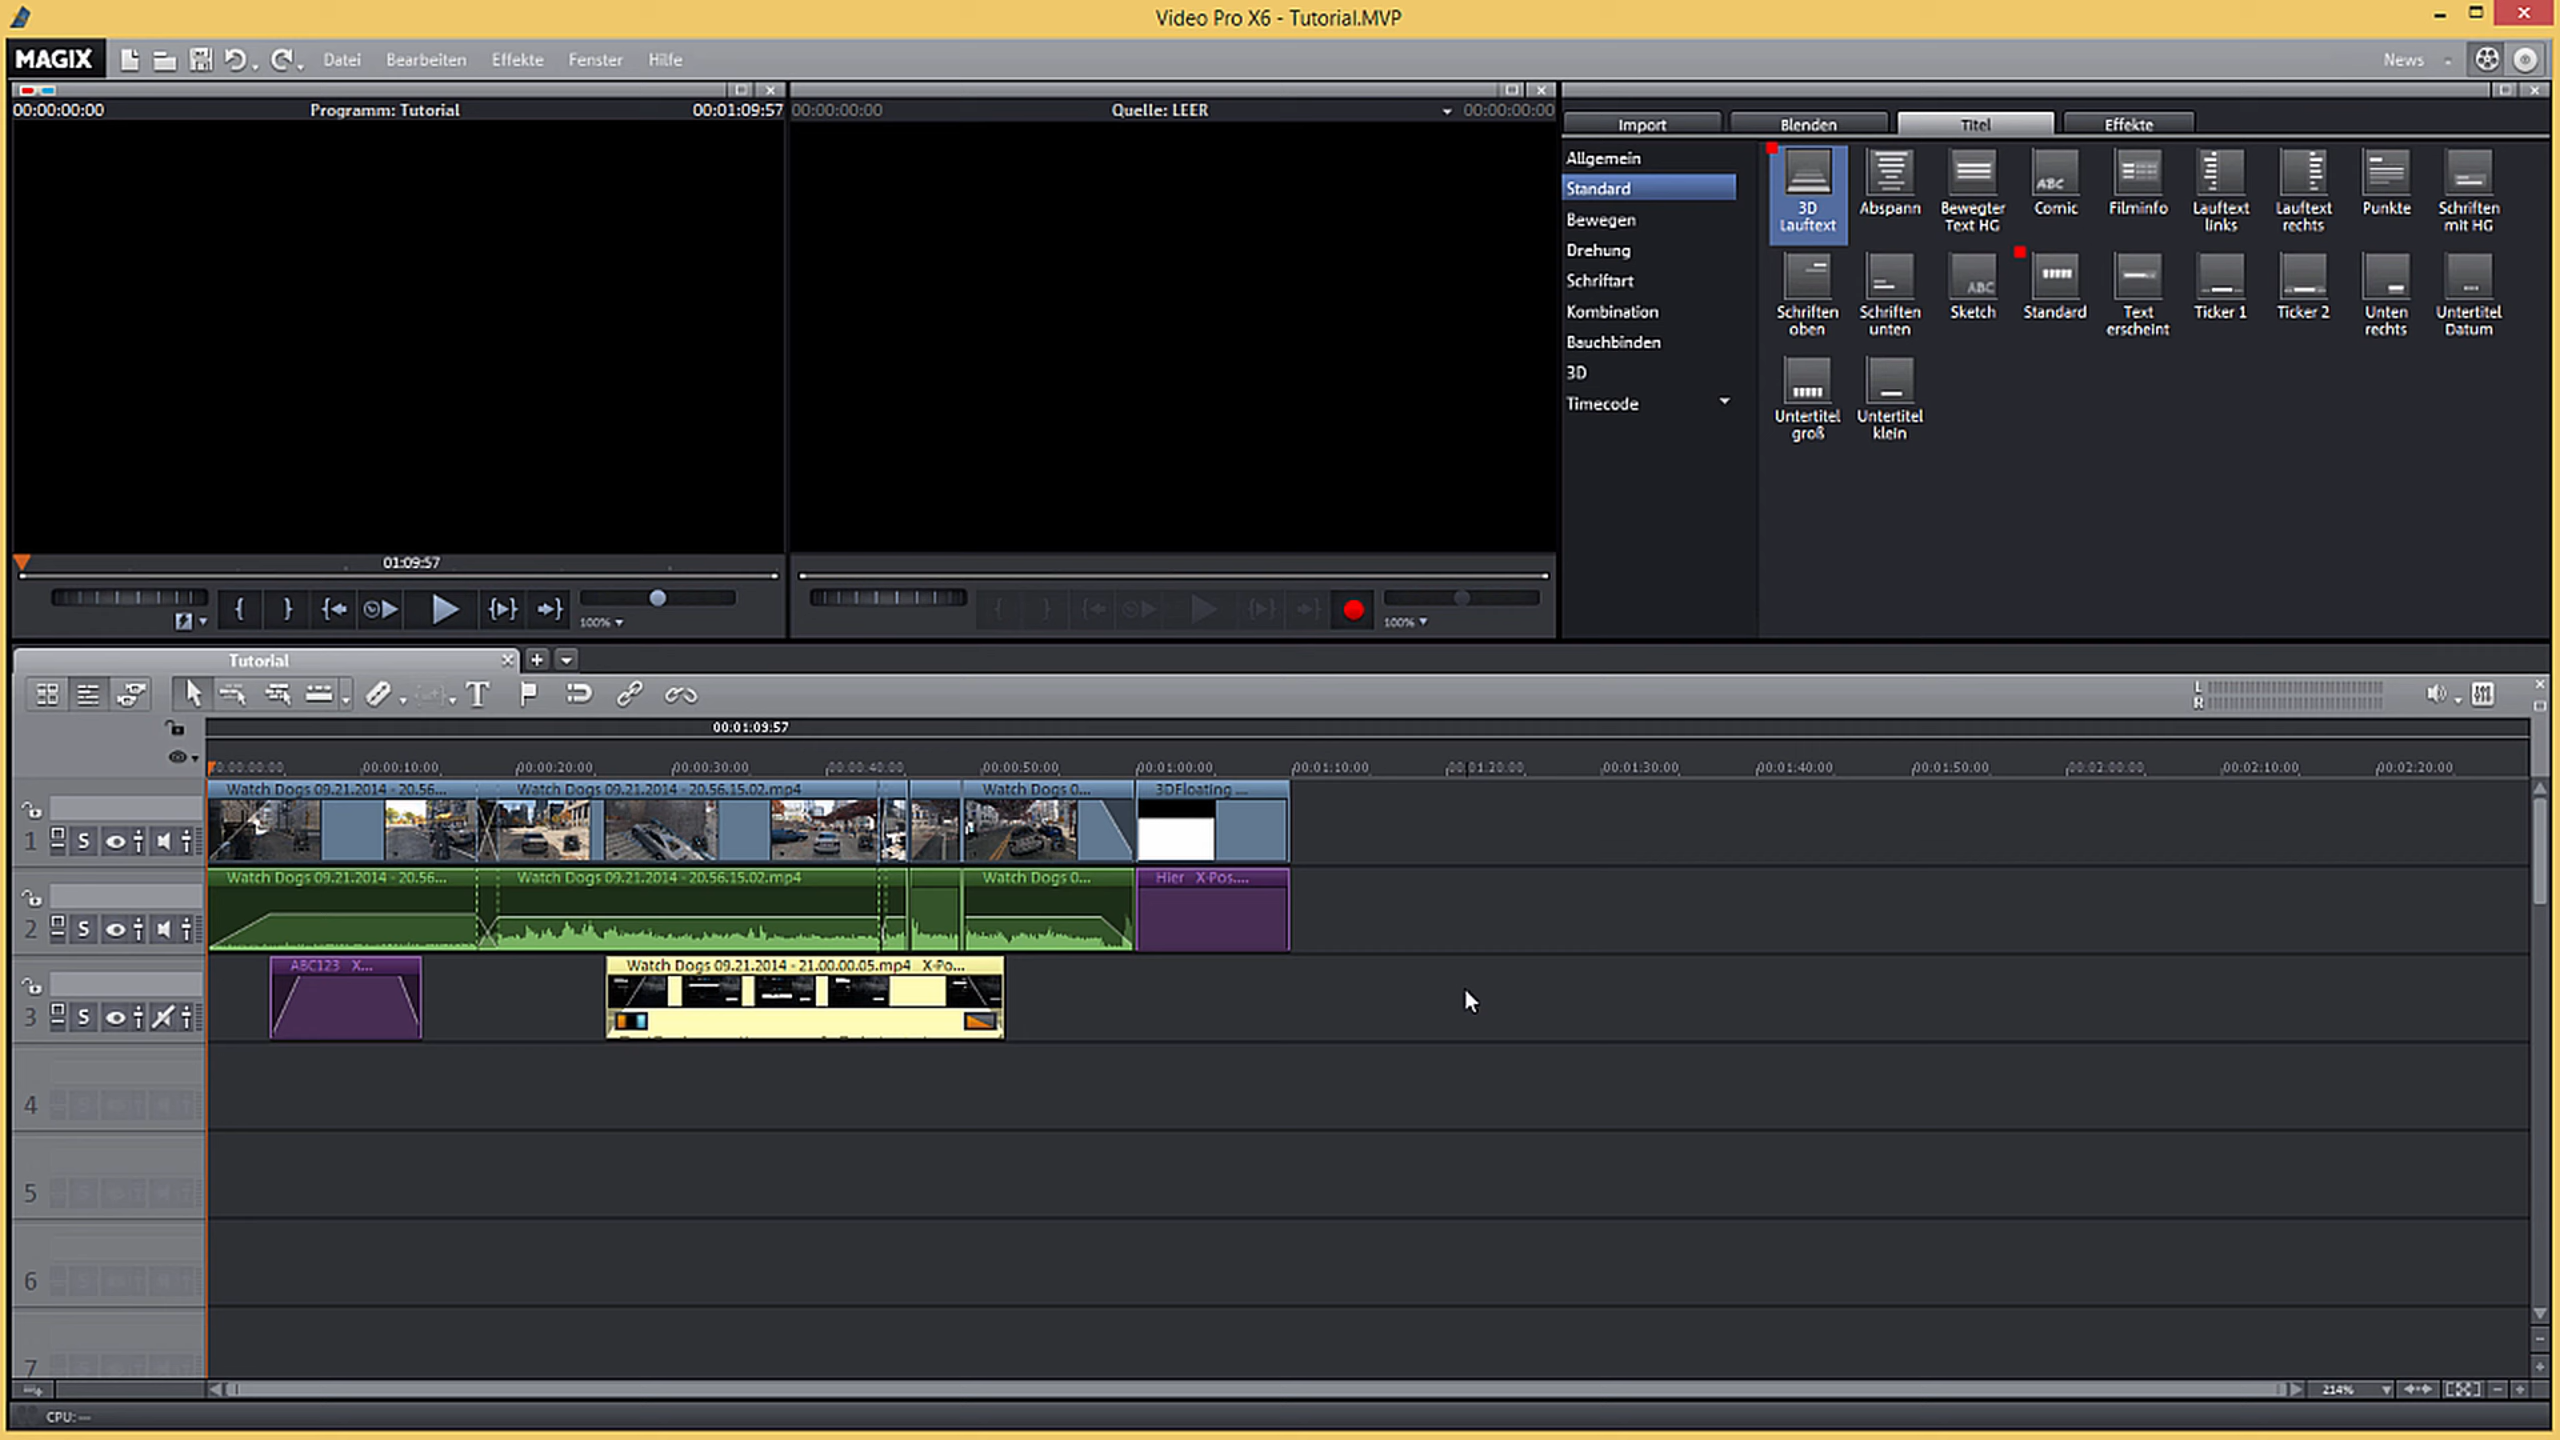 Video Pro X6 - Tutorial.MVP
MAGIX Datei Bearbeiten Effekte Fenster Hilfe News
00:00:00:00 Programm: Tutorial 00:01:09:57
00:00:00:00 Quelle: LEER 00:00:00:00
Import Blenden Titel Effekte
Allgemein
Standard
Bewegen
Drehung
Schriftart
Kombination
Bauchbinden
3D
Timecode
3D Lauftext
Abspann
Bewegter Text HG
ABC
Comic
Filminfo
Lauftext links
Lauftext rechts
Punkte
Schriften mit HG
Schriften oben
Schriften unten
ABC
Sketch
Standard
Text erscheint
Ticker 1
Ticker 2
Unten rechts
Untertitel Datum
Untertitel groß
Untertitel klein
01:09:57
100%
100%
Tutorial
L
R
00:01:09:57
00:00:00:00 00:00:10:00 00:00:20:00 00:00:30:00 00:00:40:00 00:00:50:00 00:01:00:00 00:01:10:00 00:01:20:00 00:01:30:00 00:01:40:00 00:01:50:00 00:02:00:00 00:02:10:00 00:02:20:00
Watch Dogs 09.21.2014 - 20.56... Watch Dogs 09.21.2014 - 20.56.15.02.mp4 Watch Dogs 0... 3DFloating ...
1 S
Watch Dogs 09.21.2014 - 20.56... Watch Dogs 09.21.2014 - 20.56.15.02.mp4 Watch Dogs 0... Hier X-Pos....
2 S
ABC123 X... Watch Dogs 09.21.2014 - 21.00.00.05.mp4 X-Po...
3 S
4 S
5 S
6 S
7
214%
CPU: —